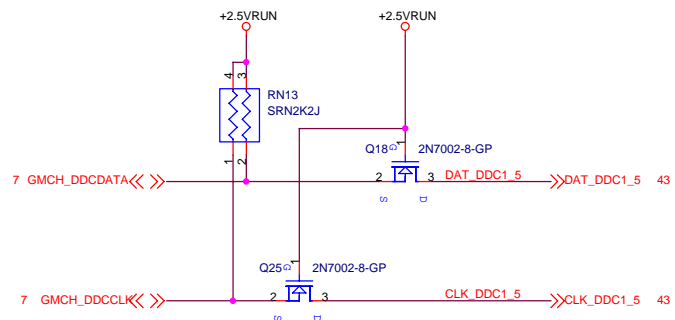 +2.5VRUN +2.5VRUN
4 3
RN13
SRN2K2J
1 2
Q18 G 1 2N7002-8-GP
7 GMCH_DDCDATA 2 3 DAT_DDC1_5 DAT_DDC1_5 43
S D
Q25 G 1 2N7002-8-GP
7 GMCH_DDCCLK 2 3 CLK_DDC1_5 CLK_DDC1_5 43
S D